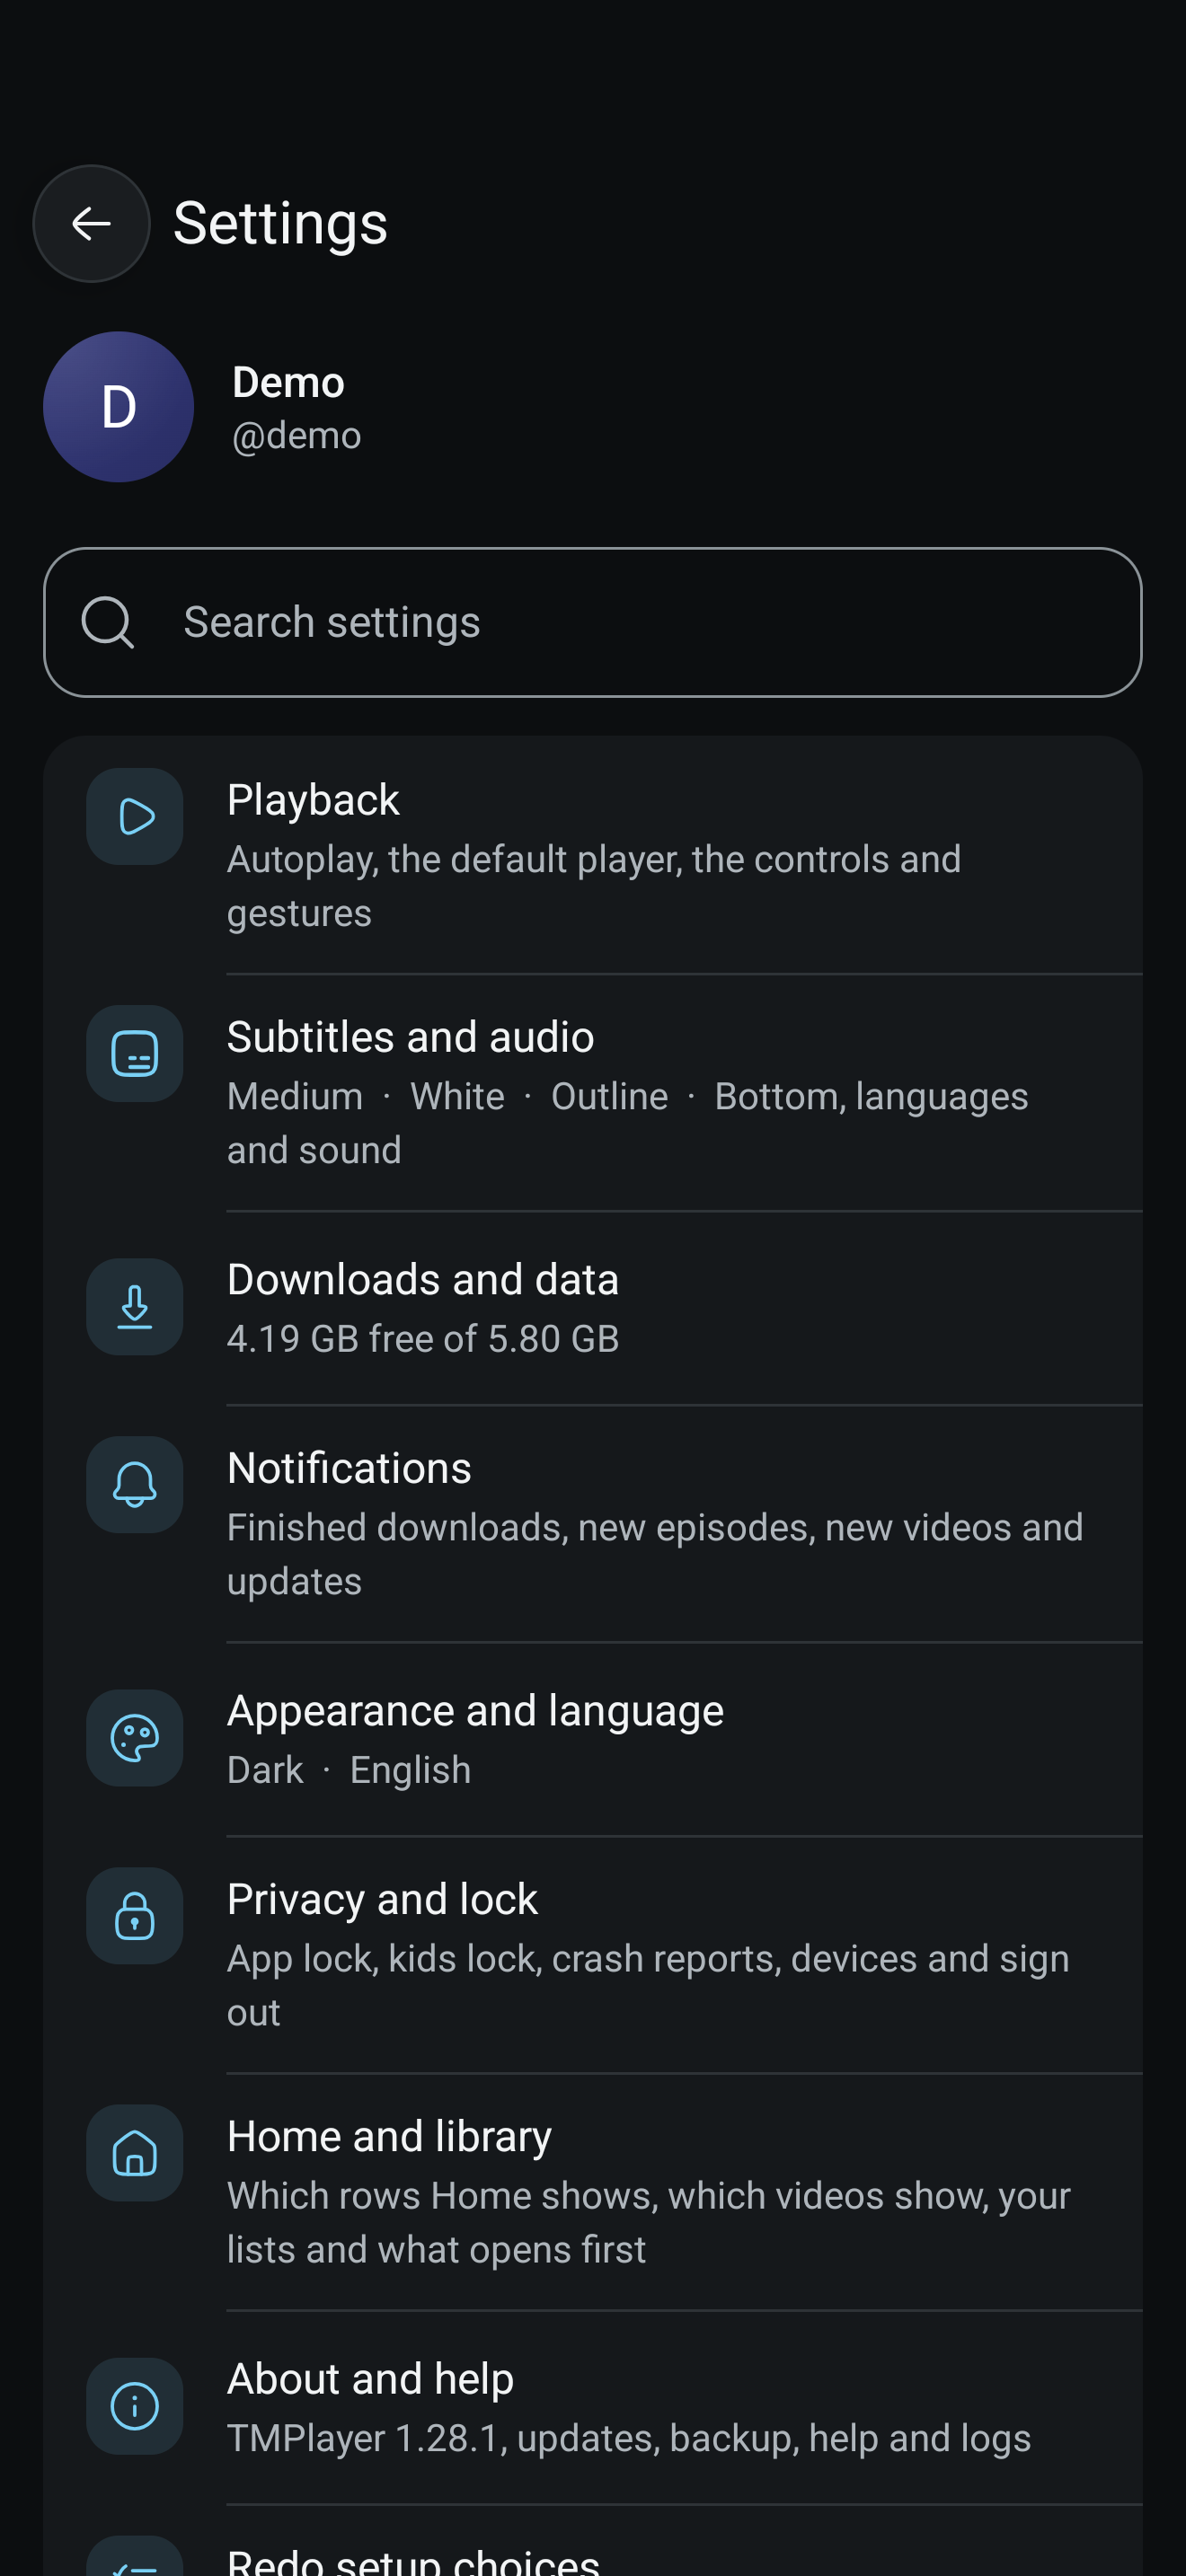 Settings
D
Demo
@demo
Search settings
Playback
Autoplay, the default player, the controls and
gestures
Subtitles and audio
Medium · White · Outline · Bottom, languages
and sound
Downloads and data
4.19 GB free of 5.80 GB
Notifications
Finished downloads, new episodes, new videos and
updates
Appearance and language
Dark · English
Privacy and lock
App lock, kids lock, crash reports, devices and sign
out
Home and library
Which rows Home shows, which videos show, your
lists and what opens first
About and help
TMPlayer 1.28.1, updates, backup, help and logs
Redo setup choices